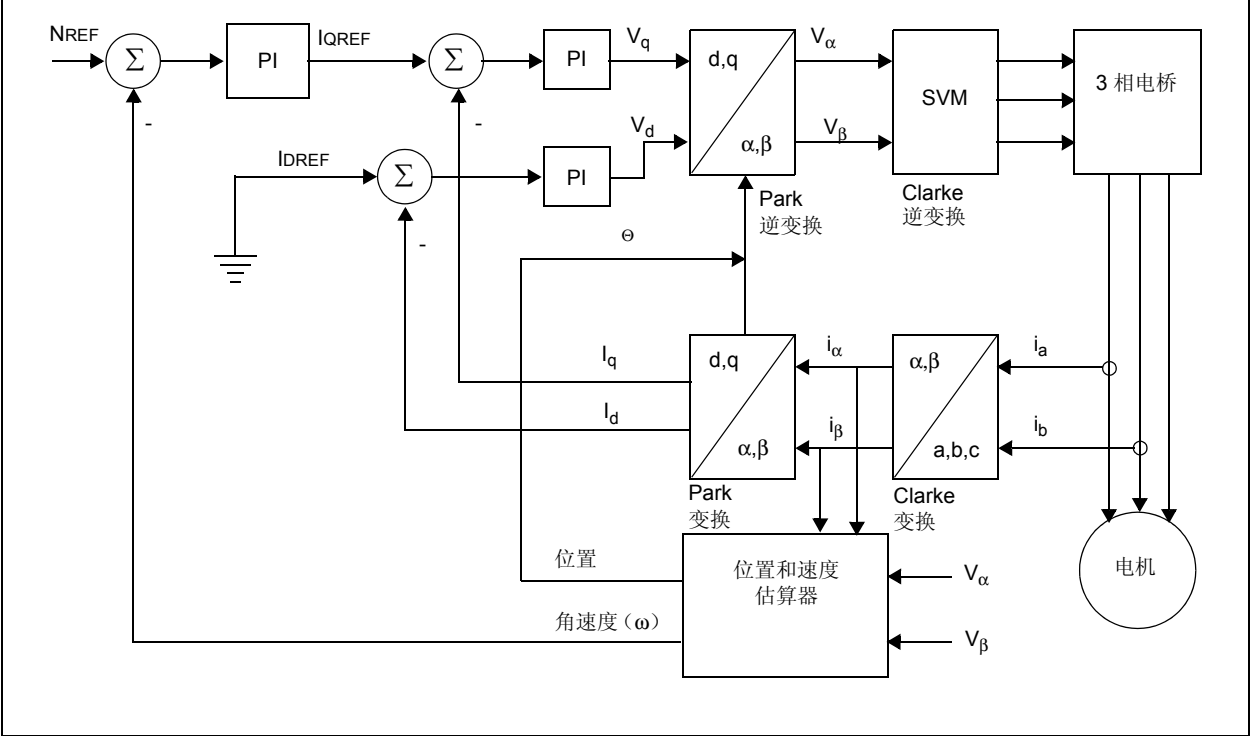 NREF
Σ
PI
IQREF
Σ
PI
Vq
d,q
α,β
Vα
Vβ
SVM
3 相电桥
-
-
Vd
IDREF
Σ
PI
Park
逆变换
Clarke
逆变换
-
Θ
Iq
Id
d,q
α,β
iα
iβ
α,β
a,b,c
ia
ib
Park
变换
Clarke
变换
位置
位置和速度
估算器
Vα
电机
角速度（ω）
Vβ